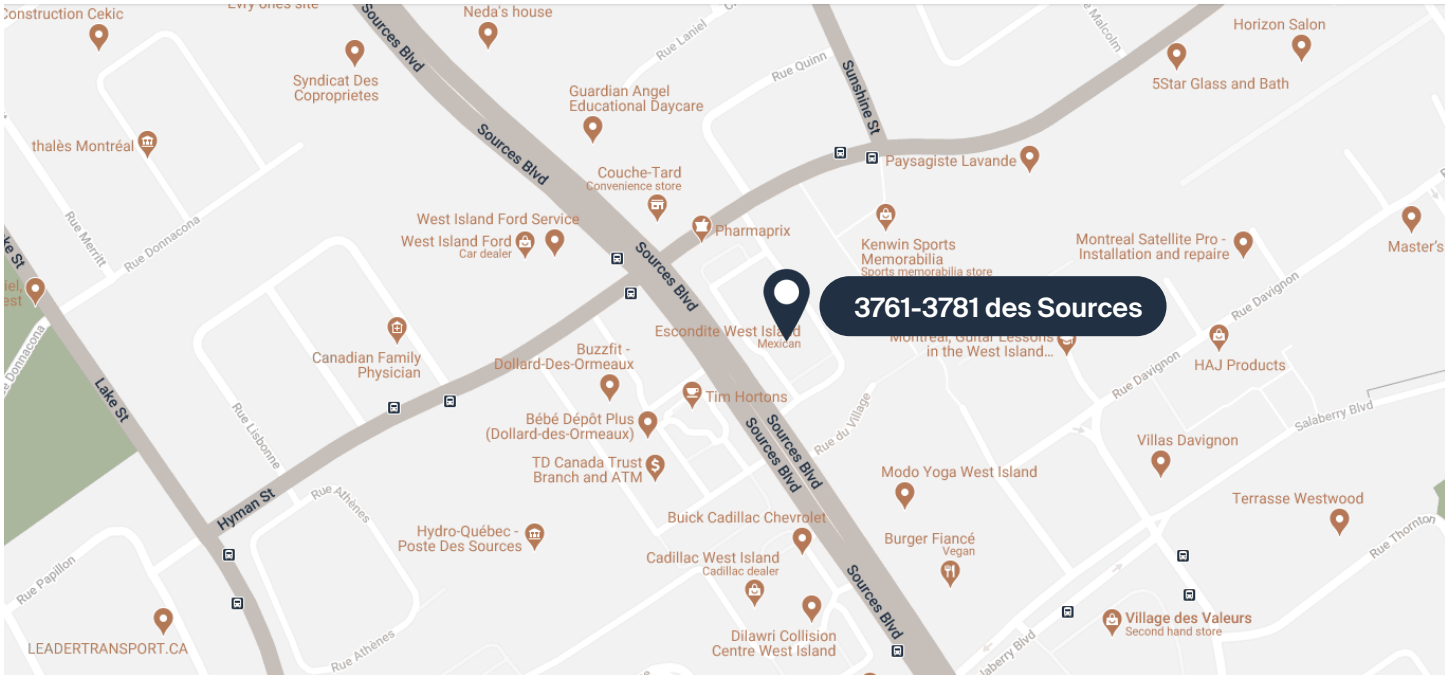 Construction Cekic
Evry ones site
Neda's house
Horizon Salon
Sources Blvd
Rue Laniel
Rue Quinn
Malcolm
Syndicat Des
Coproprietes
5Star Glass and Bath
Guardian Angel
Educational Daycare
Sunshine St
thalès Montréal
Sources Blvd
Paysagiste Lavande
Couche-Tard
Convenience store
Rue Merritt
Rue Donnacona
West Island Ford Service
West Island Ford
Car dealer
Pharmaprix
Kenwin Sports
Memorabilia
Sports memorabilia store
Montreal Satellite Pro -
Installation and repaire
Master's
Sources Blvd
Rue Davignon
3761-3781 des Sources
Escondite West Island
Mexican
Montreal, Guitar Lessons
in the West Island...
Donnacona
Canadian Family
Physician
Buzzfit -
Dollard-Des-Ormeaux
HAJ Products
Rue Davignon
Lake St
Tim Hortons
Rue Lisbonne
Bébé Dépôt Plus
(Dollard-des-Ormeaux)
Rue du Village
Salaberry Blvd
Sources Blvd
Sources Blvd
Villas Davignon
TD Canada Trust
Branch and ATM
Modo Yoga West Island
Hyman St
Rue Athènes
Terrasse Westwood
Buick Cadillac Chevrolet
Hydro-Québec -
Poste Des Sources
Burger Fiancé
Vegan
Rue Thornton
Cadillac West Island
Cadillac dealer
Rue Papillon
Sources Blvd
Village des Valeurs
Second hand store
Dilawri Collision
Centre West Island
LEADERTRANSPORT.CA
Rue Athènes
laberry Blvd